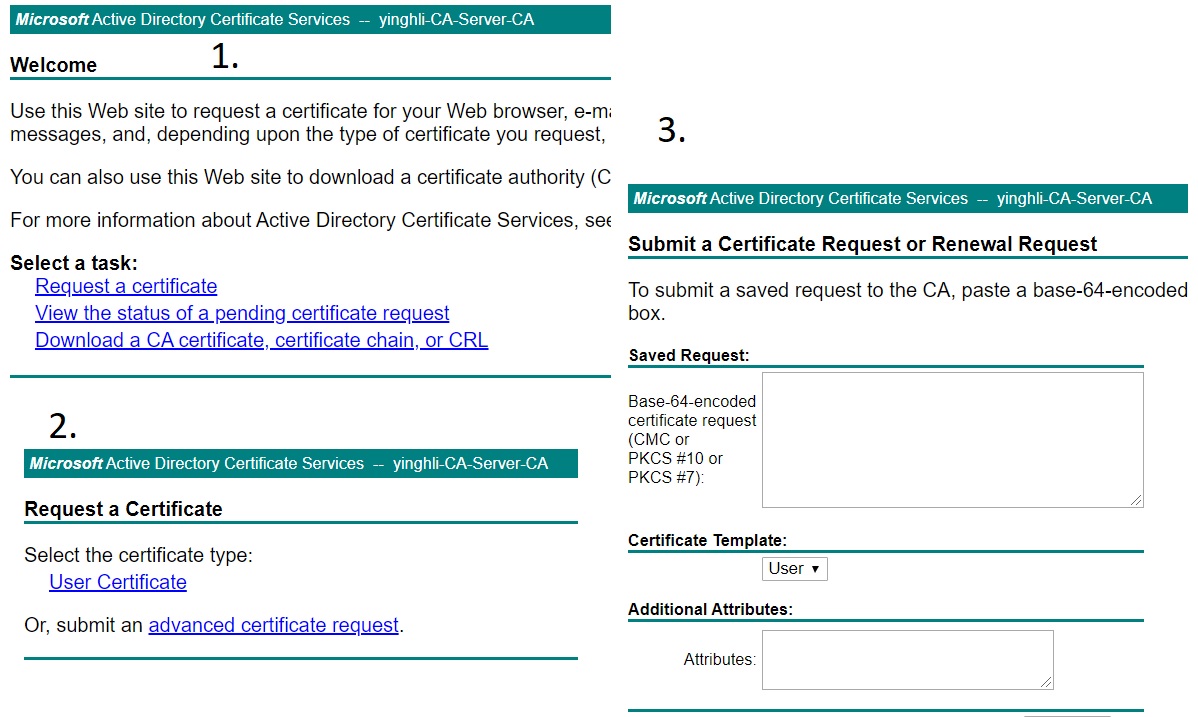 Microsoft Active Directory Certificate Services -- yinghli-CA-Server-CA
1.
Welcome
Use this Web site to request a certificate for your Web browser, e-ma
messages, and, depending upon the type of certificate you request,
You can also use this Web site to download a certificate authority (C
For more information about Active Directory Certificate Services, see
Select a task:
Request a certificate
View the status of a pending certificate request
Download a CA certificate, certificate chain, or CRL
2.
Microsoft Active Directory Certificate Services -- yinghli-CA-Server-CA
Request a Certificate
Select the certificate type:
User Certificate
Or, submit an advanced certificate request.
3.
Microsoft Active Directory Certificate Services -- yinghli-CA-Server-CA
Submit a Certificate Request or Renewal Request
To submit a saved request to the CA, paste a base-64-encoded
box.
Saved Request:
Base-64-encoded
certificate request
(CMC or
PKCS #10 or
PKCS #7):
Certificate Template:
User
Additional Attributes:
Attributes: